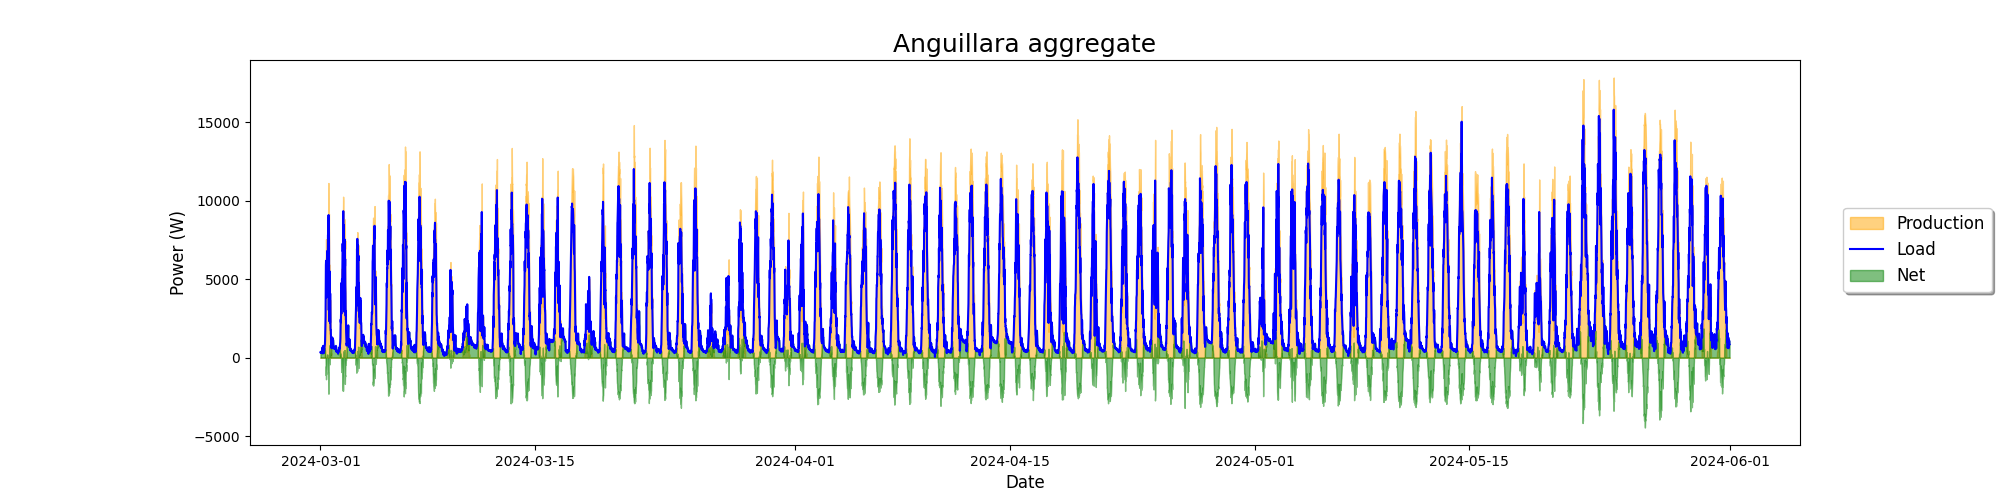 Anguillara aggregate
Power (W)
15000
10000
5000
0
−5000
2024-03-01
2024-03-15
2024-04-01
2024-04-15
2024-05-01
2024-05-15
2024-06-01
Date
Production
Load
Net